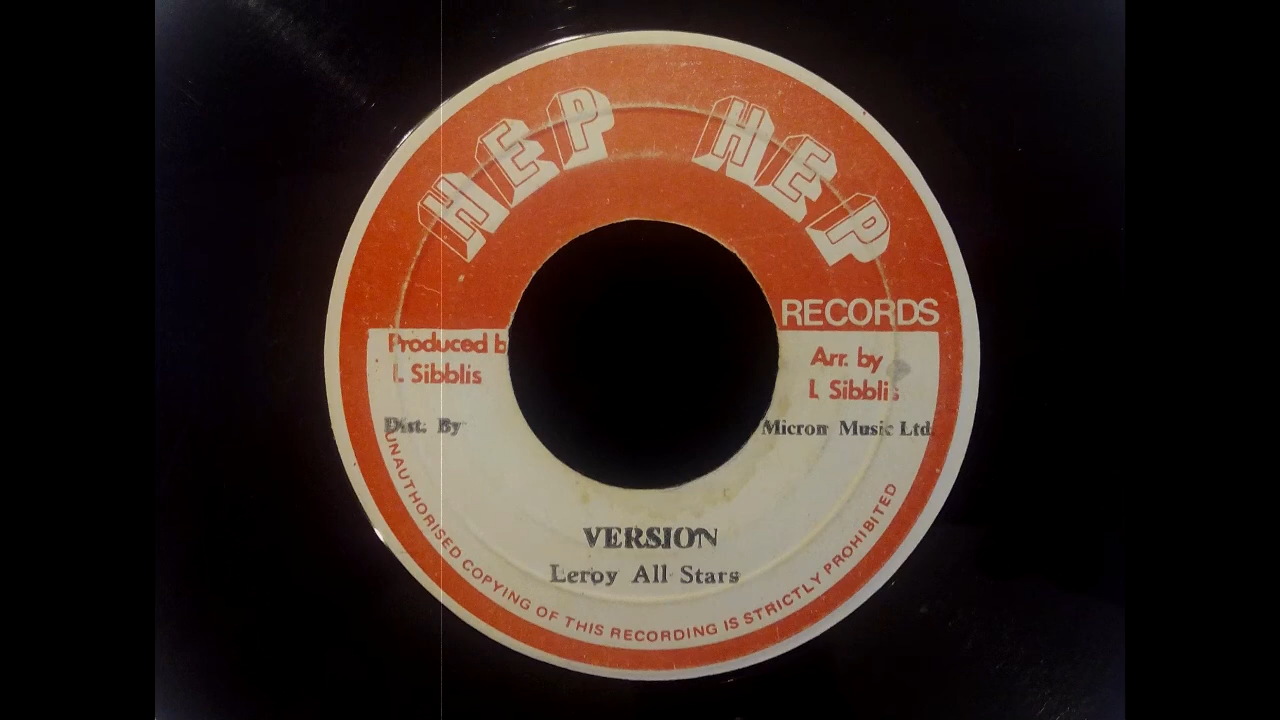 HEP HEP
RECORDS
Produced b
L Sibblis
Arr. by
L Sibblis
Dist. By
Micron Music Ltd.
VERSION
Leroy All Stars
UNAUTHORISED COPYING OF THIS RECORDING IS STRICTLY PROHIBITED